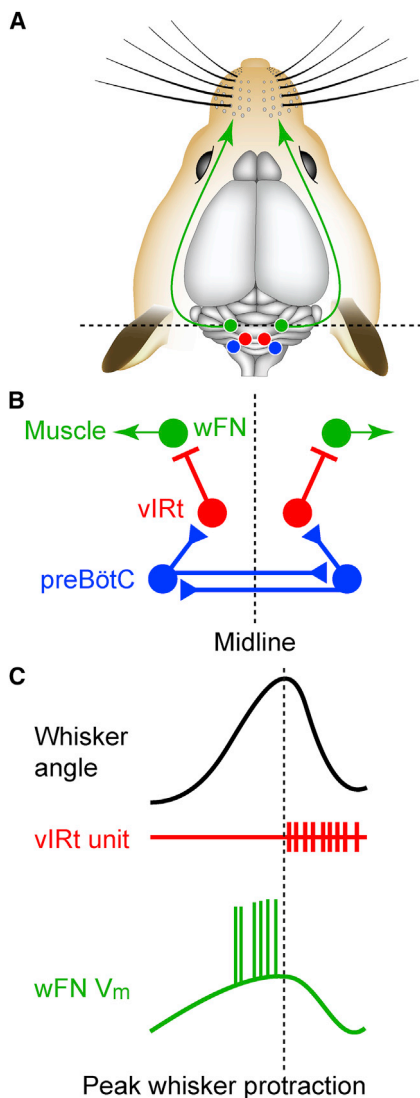 A
B
Muscle wFN
vIRt
preBötC
Midline
C
Whisker
angle
vIRt unit
wFN Vm
Peak whisker protraction